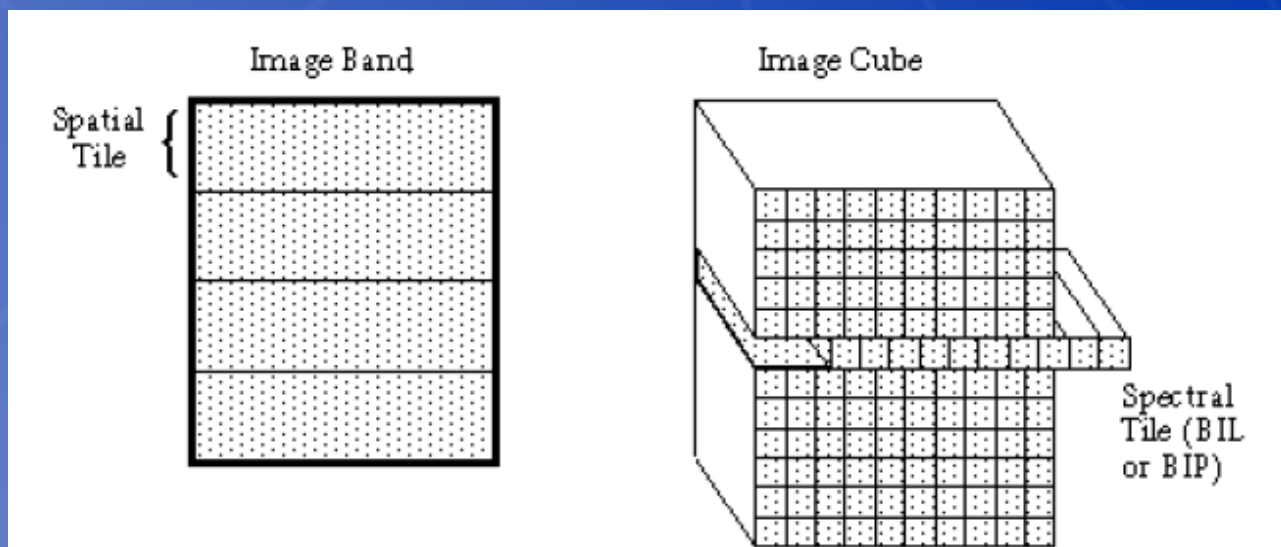 Image Band
Image Cube
Spatial
Tile
Spectral
Tile (BIL
or BIP)